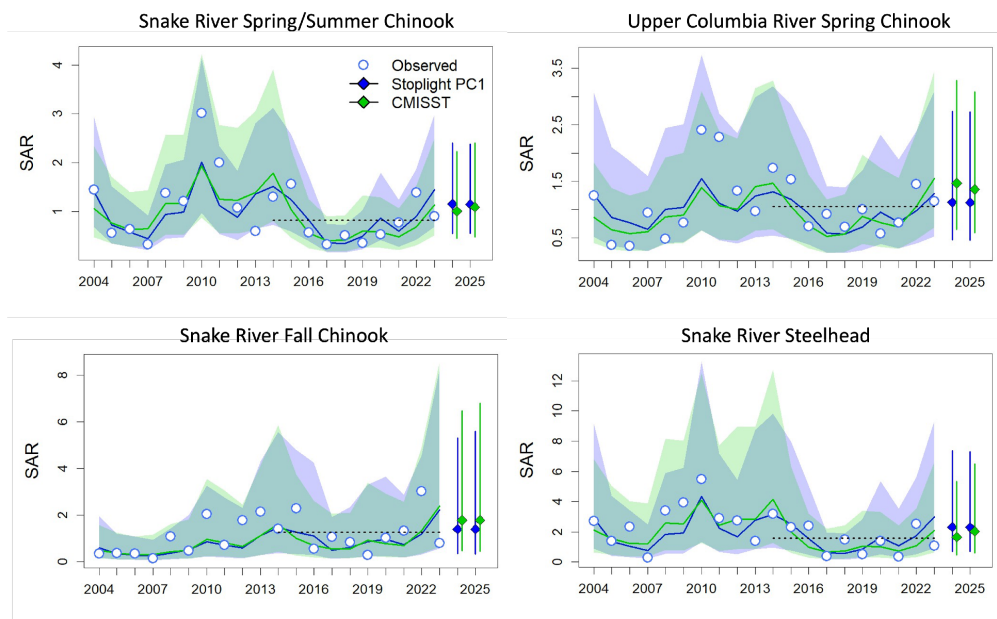 Snake River Spring/Summer Chinook
SAR
4
3
2
1
Observed
Stoplight PC1
CMISST
2004 2007 2010 2013 2016 2019 2022 2025
Upper Columbia River Spring Chinook
SAR
3.5
2.5
1.5
0.5
2004 2007 2010 2013 2016 2019 2022 2025
Snake River Fall Chinook
SAR
8
6
4
2
0
2004 2007 2010 2013 2016 2019 2022 2025
Snake River Steelhead
SAR
12
10
8
6
4
2
0
2004 2007 2010 2013 2016 2019 2022 2025